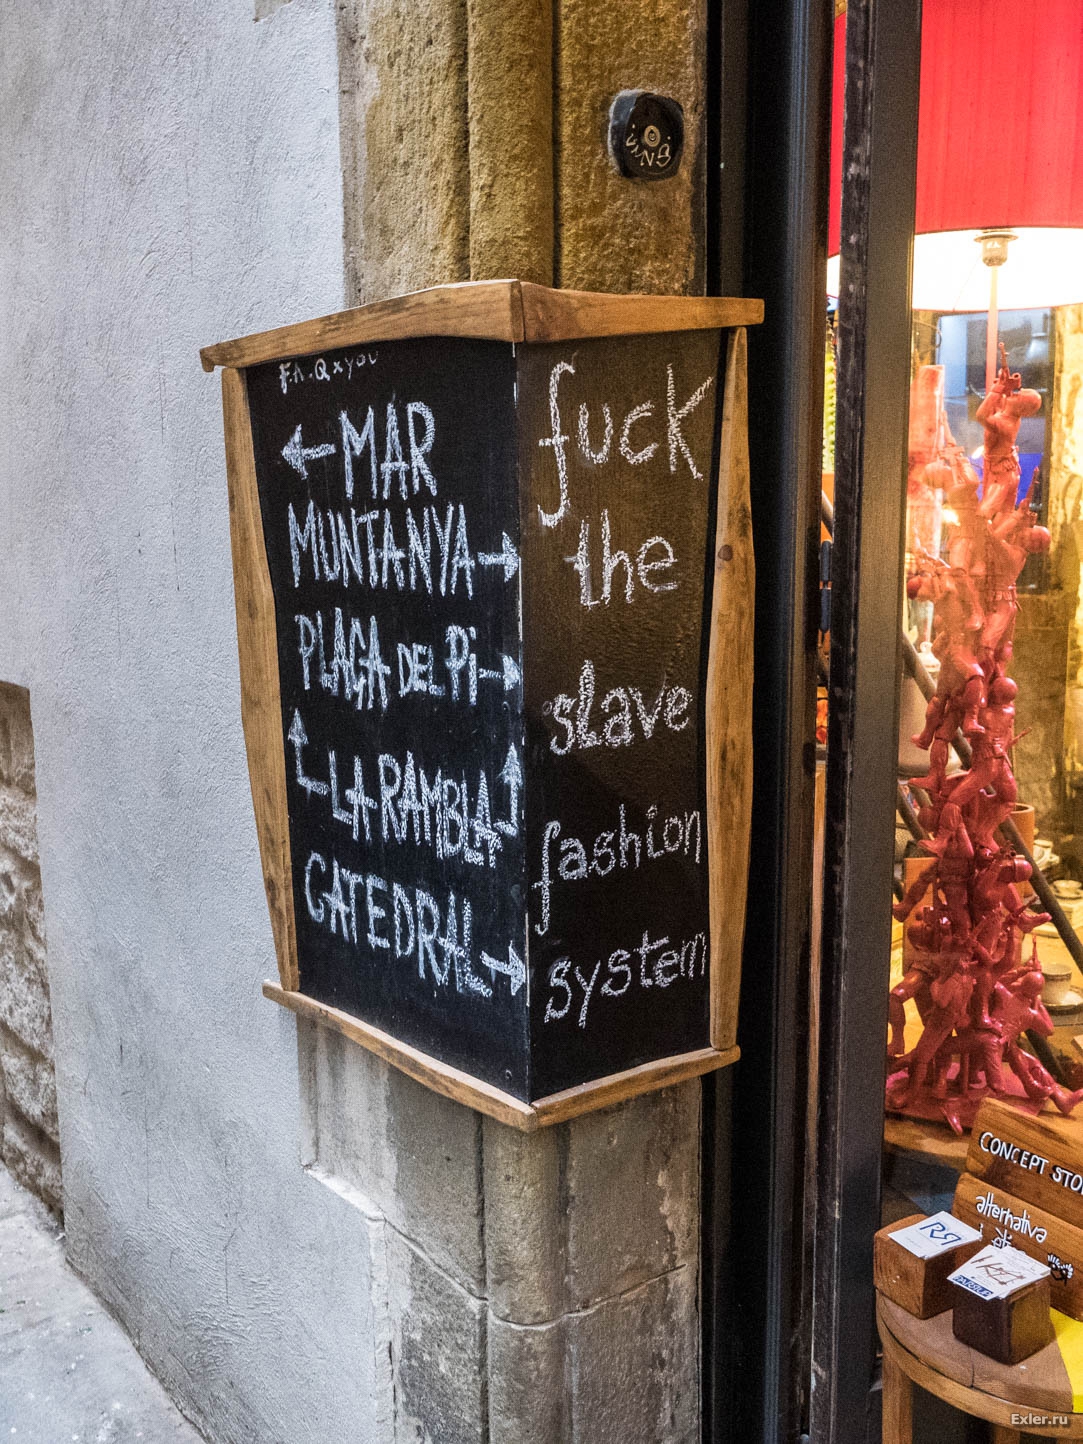 F.A.Q x you
← MAR
MUNTANYA →
PLAÇA DEL Pi →
LA RAMBLA
CATEDRAL →
fuck
the
slave
fashion
system
CONCEPT STO
alternativa
Exler.ru